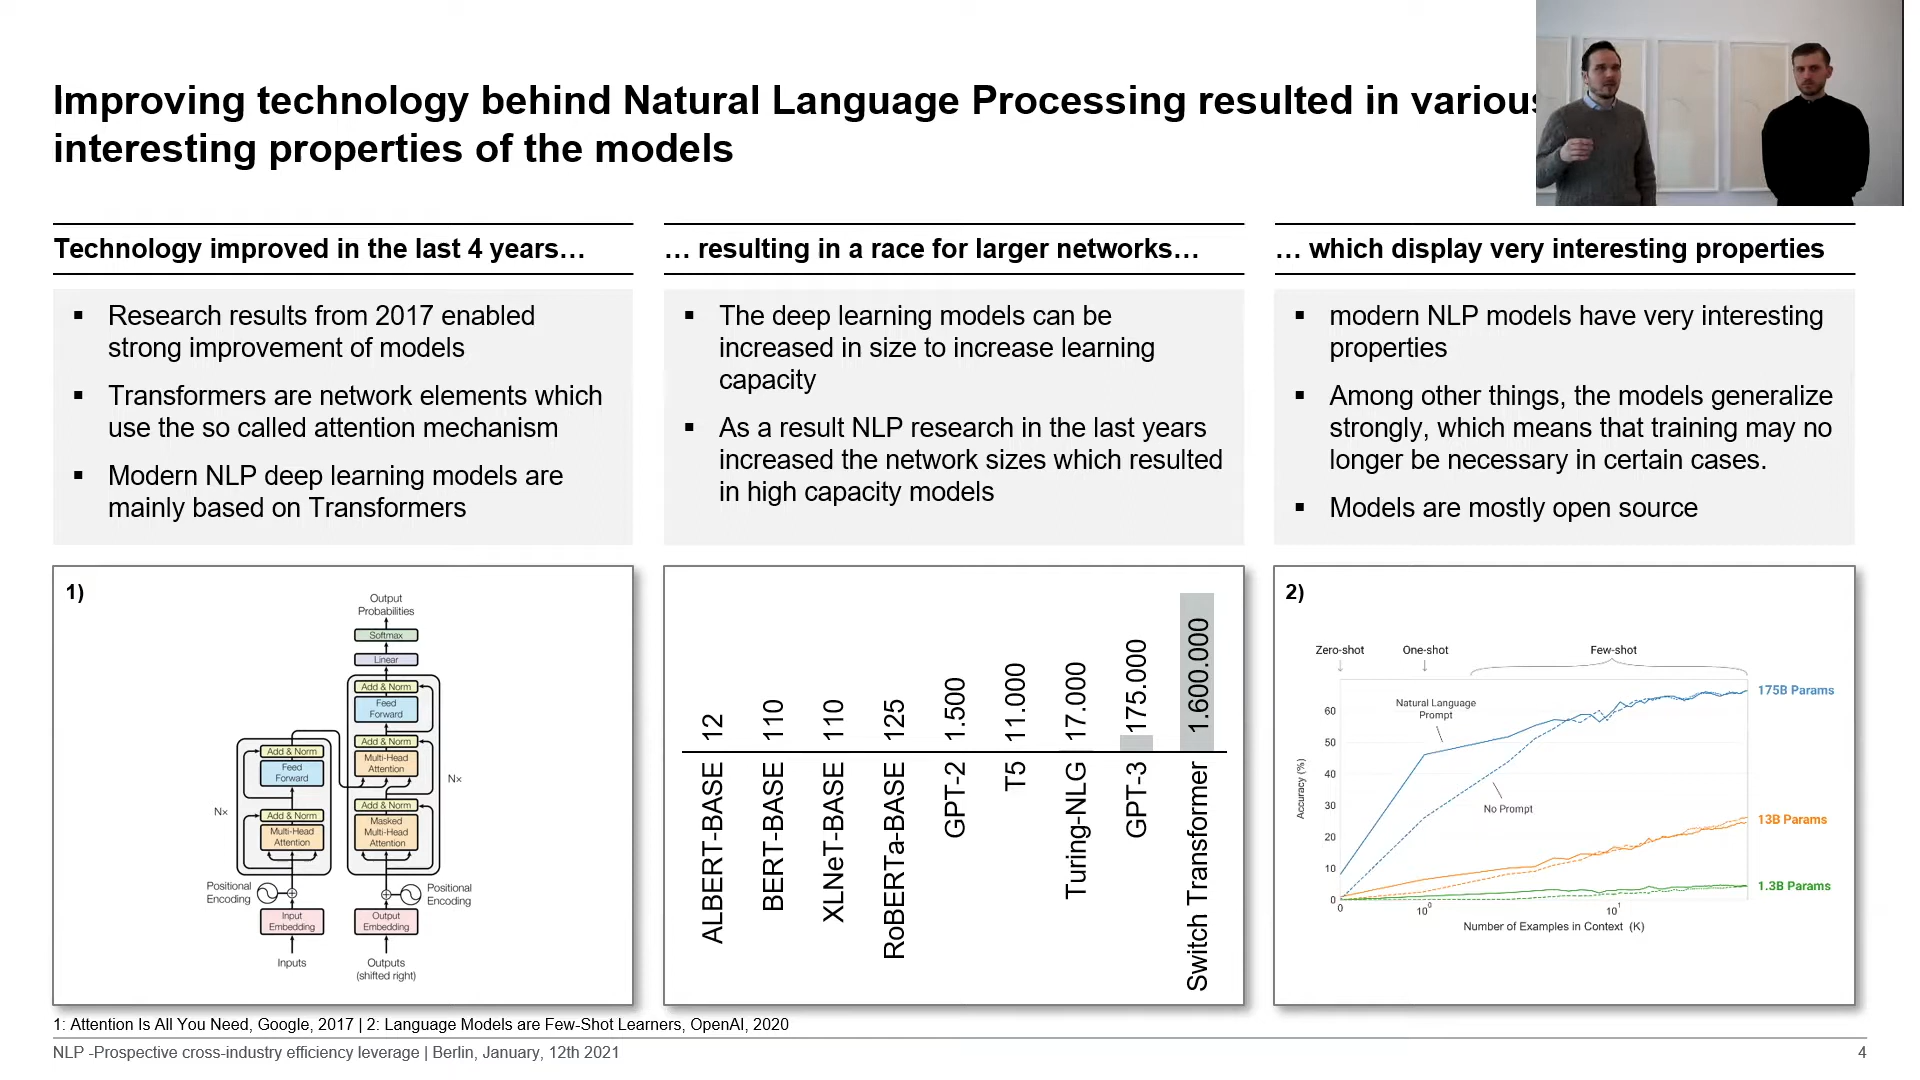 Improving technology behind Natural Language Processing resulted in various
interesting properties of the models
Technology improved in the last 4 years…
▪ Research results from 2017 enabled
strong improvement of models
▪ Transformers are network elements which
use the so called attention mechanism
▪ Modern NLP deep learning models are
mainly based on Transformers
… resulting in a race for larger networks…
▪ The deep learning models can be
increased in size to increase learning
capacity
▪ As a result NLP research in the last years
increased the network sizes which resulted
in high capacity models
… which display very interesting properties
▪ modern NLP models have very interesting
properties
▪ Among other things, the models generalize
strongly, which means that training may no
longer be necessary in certain cases.
▪ Models are mostly open source
1)
Output
Probabilities
Softmax
Linear
Add & Norm
Feed
Forward
Add & Norm
Multi-Head
Attention
Add & Norm
Masked
Multi-Head
Attention
N×
Add & Norm
Feed
Forward
Add & Norm
Multi-Head
Attention
N×
Positional
Encoding
Positional
Encoding
Input
Embedding
Output
Embedding
Inputs
Outputs
(shifted right)
12
110
110
125
1.500
11.000
17.000
175.000
1.600.000
ALBERT-BASE
BERT-BASE
XLNeT-BASE
RoBERTa-BASE
GPT-2
T5
Turing-NLG
GPT-3
Switch Transformer
2)
Zero-shot
One-shot
Few-shot
175B Params
Natural Language
Prompt
No Prompt
13B Params
1.3B Params
Accuracy (%)
60
50
40
30
20
10
0
0
10⁰
10¹
Number of Examples in Context (K)
1: Attention Is All You Need, Google, 2017 | 2: Language Models are Few-Shot Learners, OpenAI, 2020
NLP -Prospective cross-industry efficiency leverage | Berlin, January, 12th 2021
4